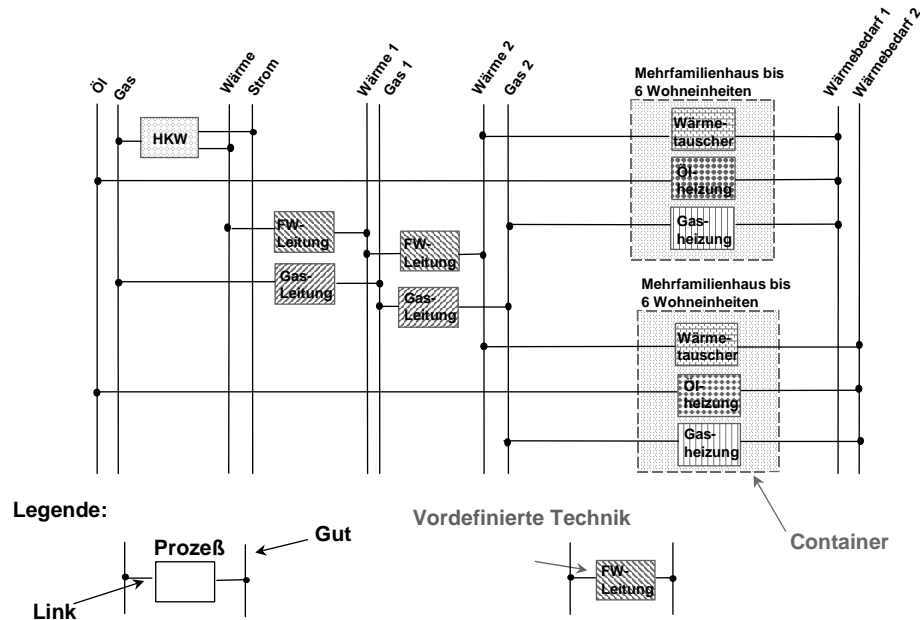 Öl
Gas
Wärme
Strom
Wärme 1
Gas 1
Wärme 2
Gas 2
Wärmebedarf 1
Wärmebedarf 2
Mehrfamilienhaus bis
6 Wohneinheiten
HKW
Wärme-
tauscher
Öl-
heizung
Gas-
heizung
FW-
Leitung
FW-
Leitung
Gas-
Leitung
Gas-
Leitung
Mehrfamilienhaus bis
6 Wohneinheiten
Wärme-
tauscher
Öl-
heizung
Gas-
heizung
Legende:
Prozeß
Gut
Link
Vordefinierte Technik
FW-
Leitung
Container